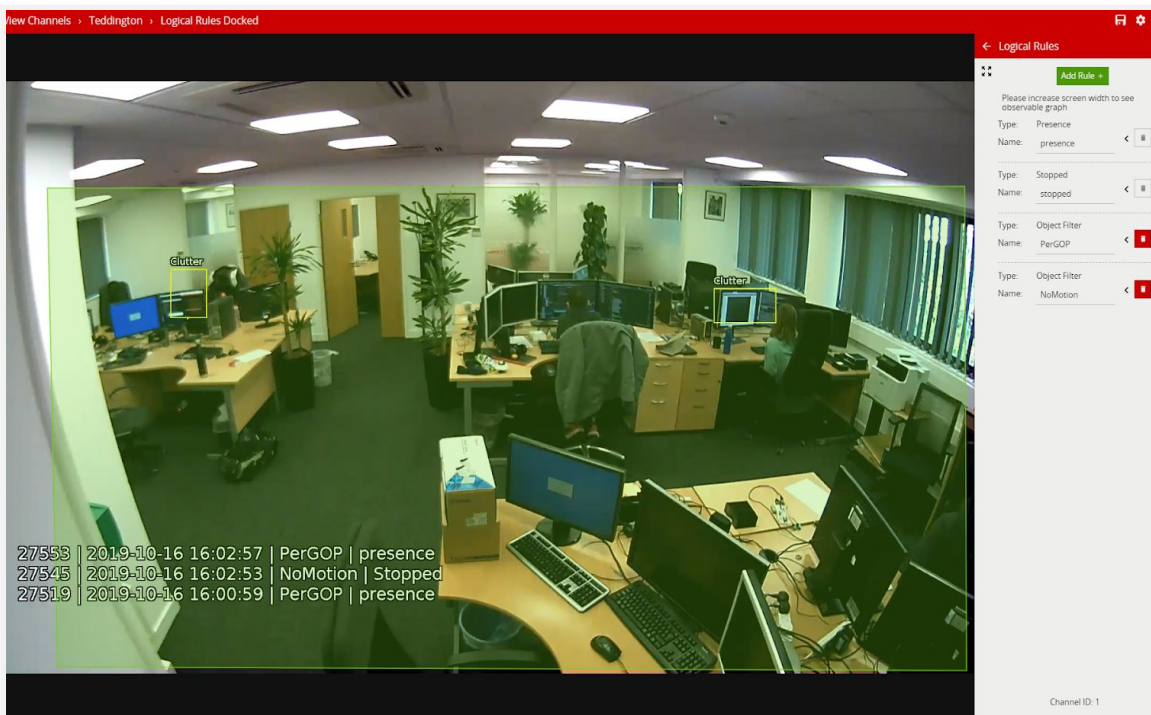 View Channels › Teddington › Logical Rules Docked
Logical Rules
Add Rule +
Please increase screen width to see
observable graph
Type: Presence
Name: presence
Type: Stopped
Name: stopped
Type: Object Filter
Name: PerGOP
Type: Object Filter
Name: NoMotion
Clutter
Clutter
27553 | 2019-10-16 16:02:57 | PerGOP | presence
27545 | 2019-10-16 16:02:53 | NoMotion | Stopped
27519 | 2019-10-16 16:00:59 | PerGOP | presence
Channel ID: 1